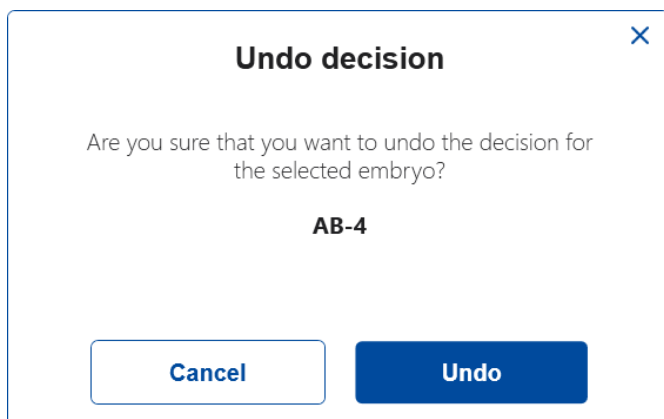 Undo decision
Are you sure that you want to undo the decision for
the selected embryo?
AB-4
Cancel
Undo